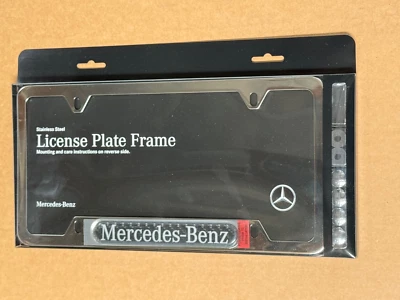 Stainless Steel
License Plate Frame
Mounting and care instructions on reverse side.
Mercedes-Benz
Mercedes-Benz